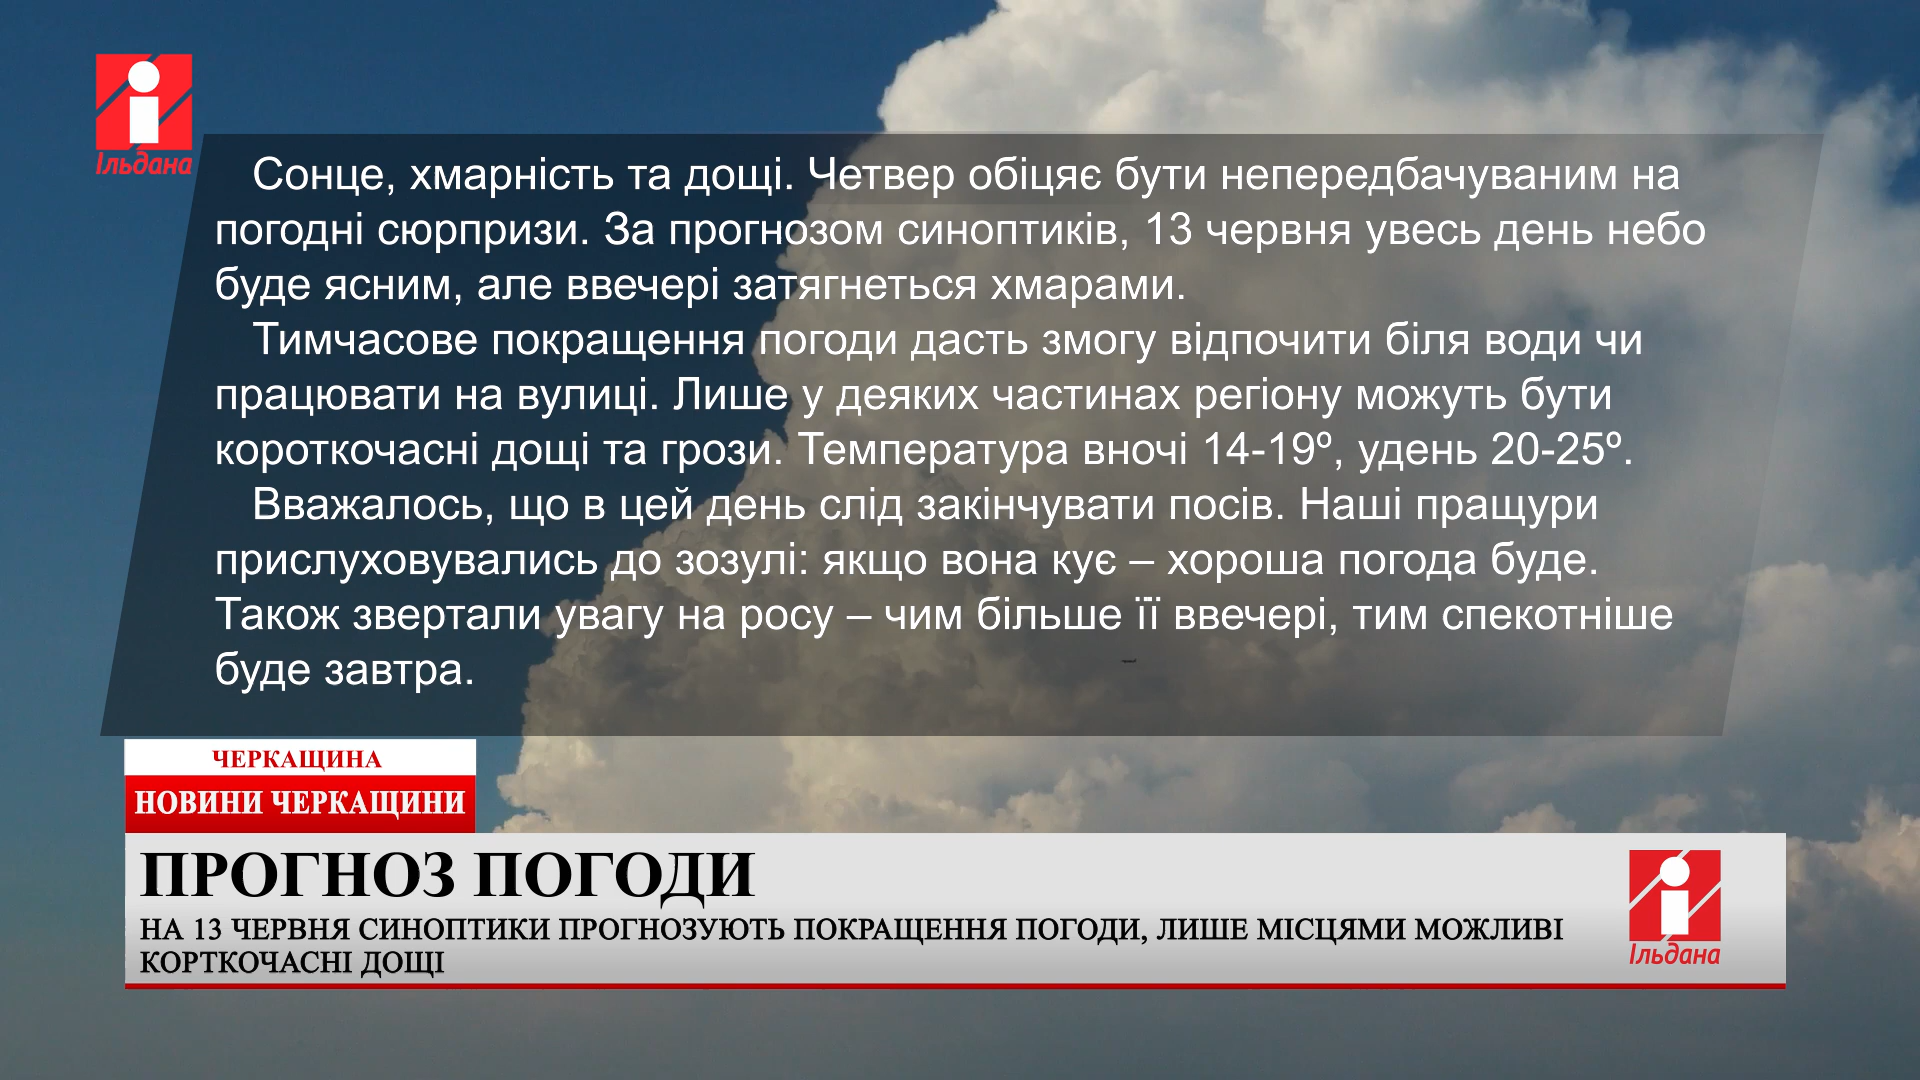 Ільдана
Сонце, хмарність та дощі. Четвер обіцяє бути непередбачуваним на
погодні сюрпризи. За прогнозом синоптиків, 13 червня увесь день небо
буде ясним, але ввечері затягнеться хмарами.
Тимчасове покращення погоди дасть змогу відпочити біля води чи
працювати на вулиці. Лише у деяких частинах регіону можуть бути
короткочасні дощі та грози. Температура вночі 14-19º, удень 20-25º.
Вважалось, що в цей день слід закінчувати посів. Наші пращури
прислуховувались до зозулі: якщо вона кує – хороша погода буде.
Також звертали увагу на росу – чим більше її ввечері, тим спекотніше
буде завтра.
ЧЕРКАЩИНА
НОВИНИ ЧЕРКАЩИНИ
ПРОГНОЗ ПОГОДИ
НА 13 ЧЕРВНЯ СИНОПТИКИ ПРОГНОЗУЮТЬ ПОКРАЩЕННЯ ПОГОДИ, ЛИШЕ МІСЦЯМИ МОЖЛИВІ
КОРТКОЧАСНІ ДОЩІ
Ільдана